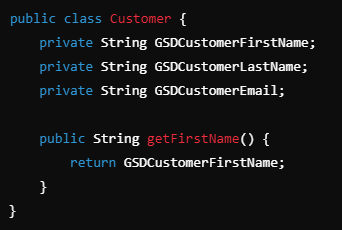 public class Customer {
    private String GSDCustomerFirstName;
    private String GSDCustomerLastName;
    private String GSDCustomerEmail;

    public String getFirstName() {
        return GSDCustomerFirstName;
    }
}